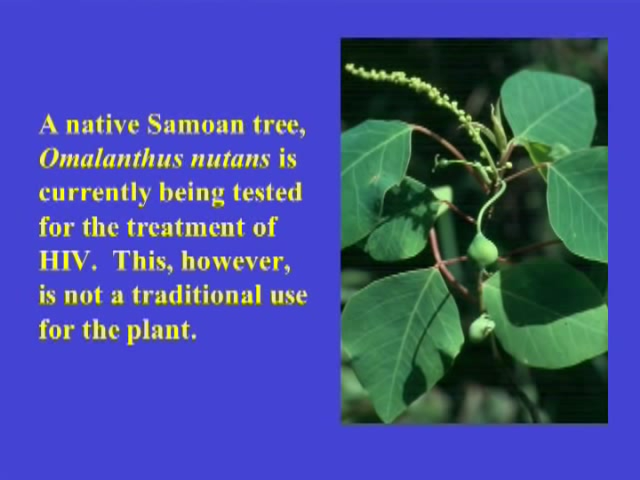 A native Samoan tree,
Omalanthus nutans is
currently being tested
for the treatment of
HIV. This, however,
is not a traditional use
for the plant.